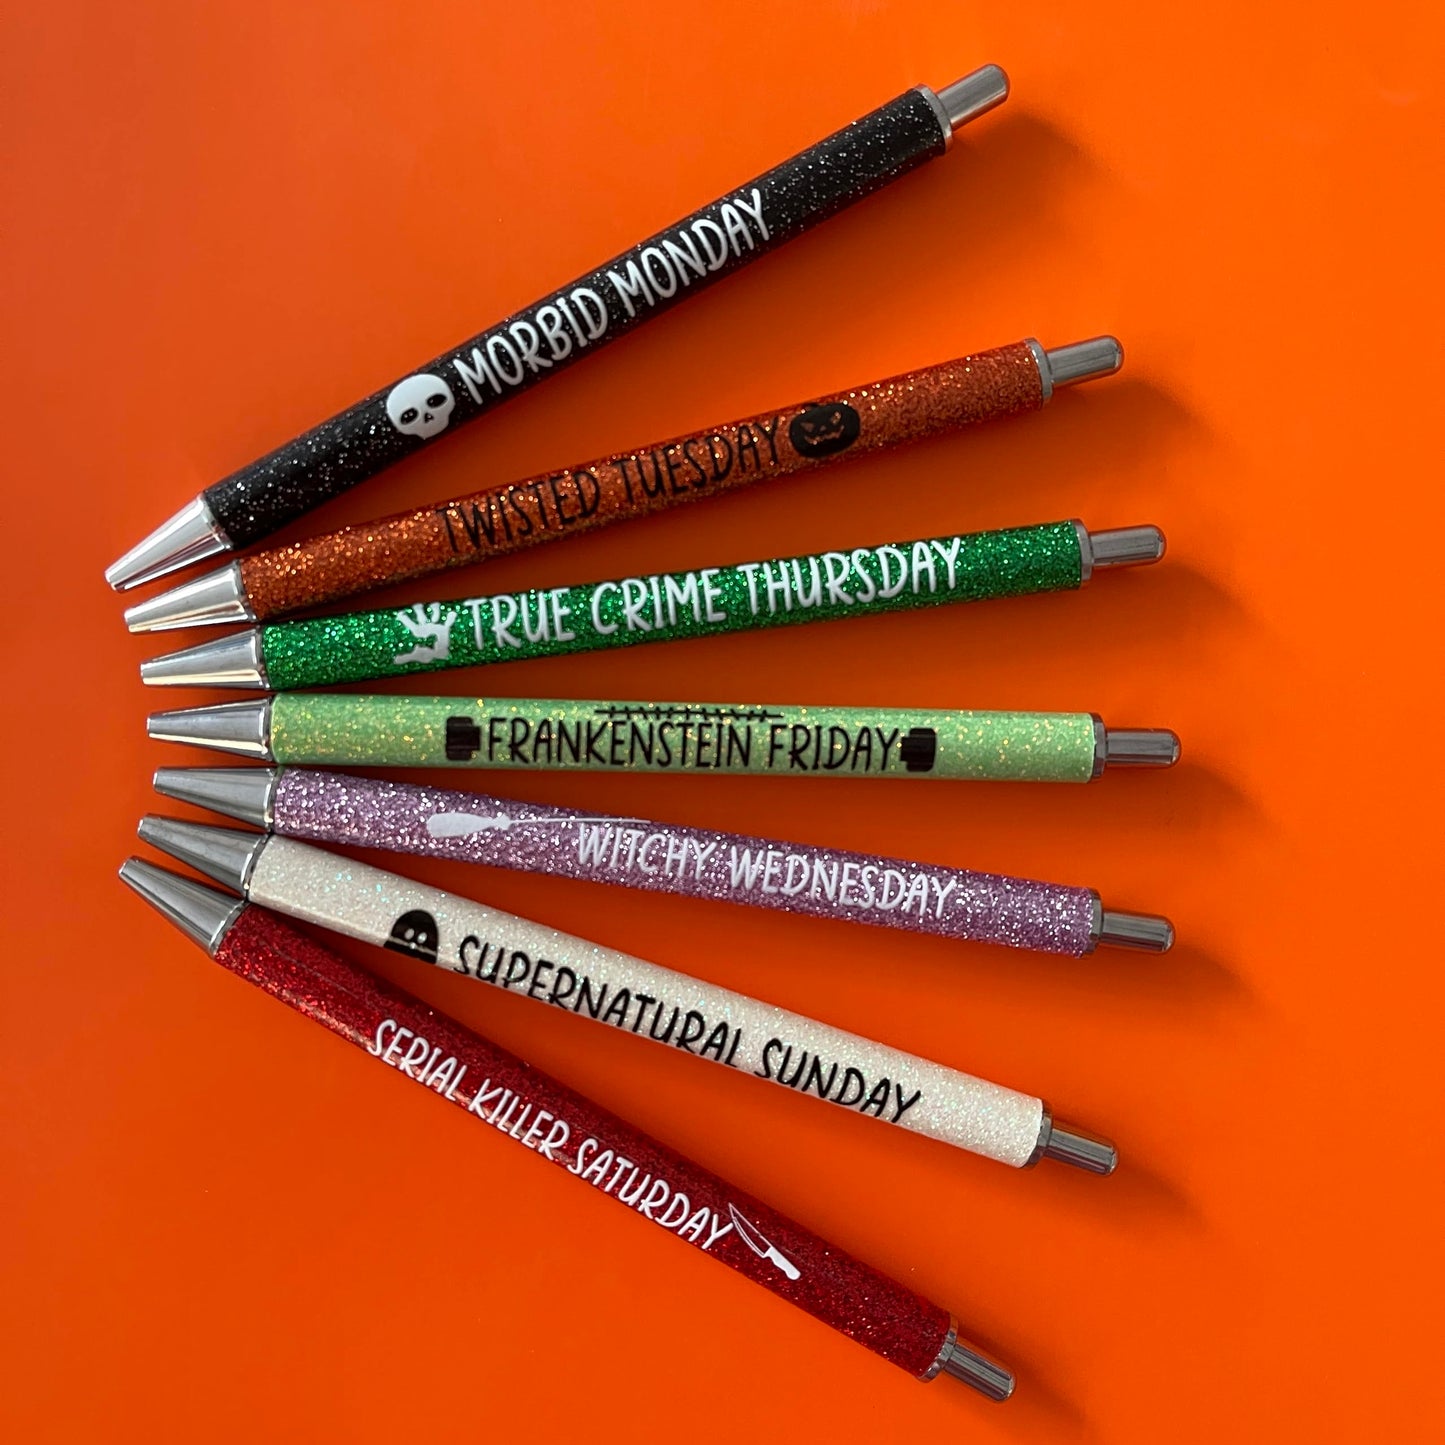 MORBID MONDAY
TWISTED TUESDAY
TRUE CRIME THURSDAY
FRANKENSTEIN FRIDAY
WITCHY WEDNESDAY
SUPERNATURAL SUNDAY
SERIAL KILLER SATURDAY